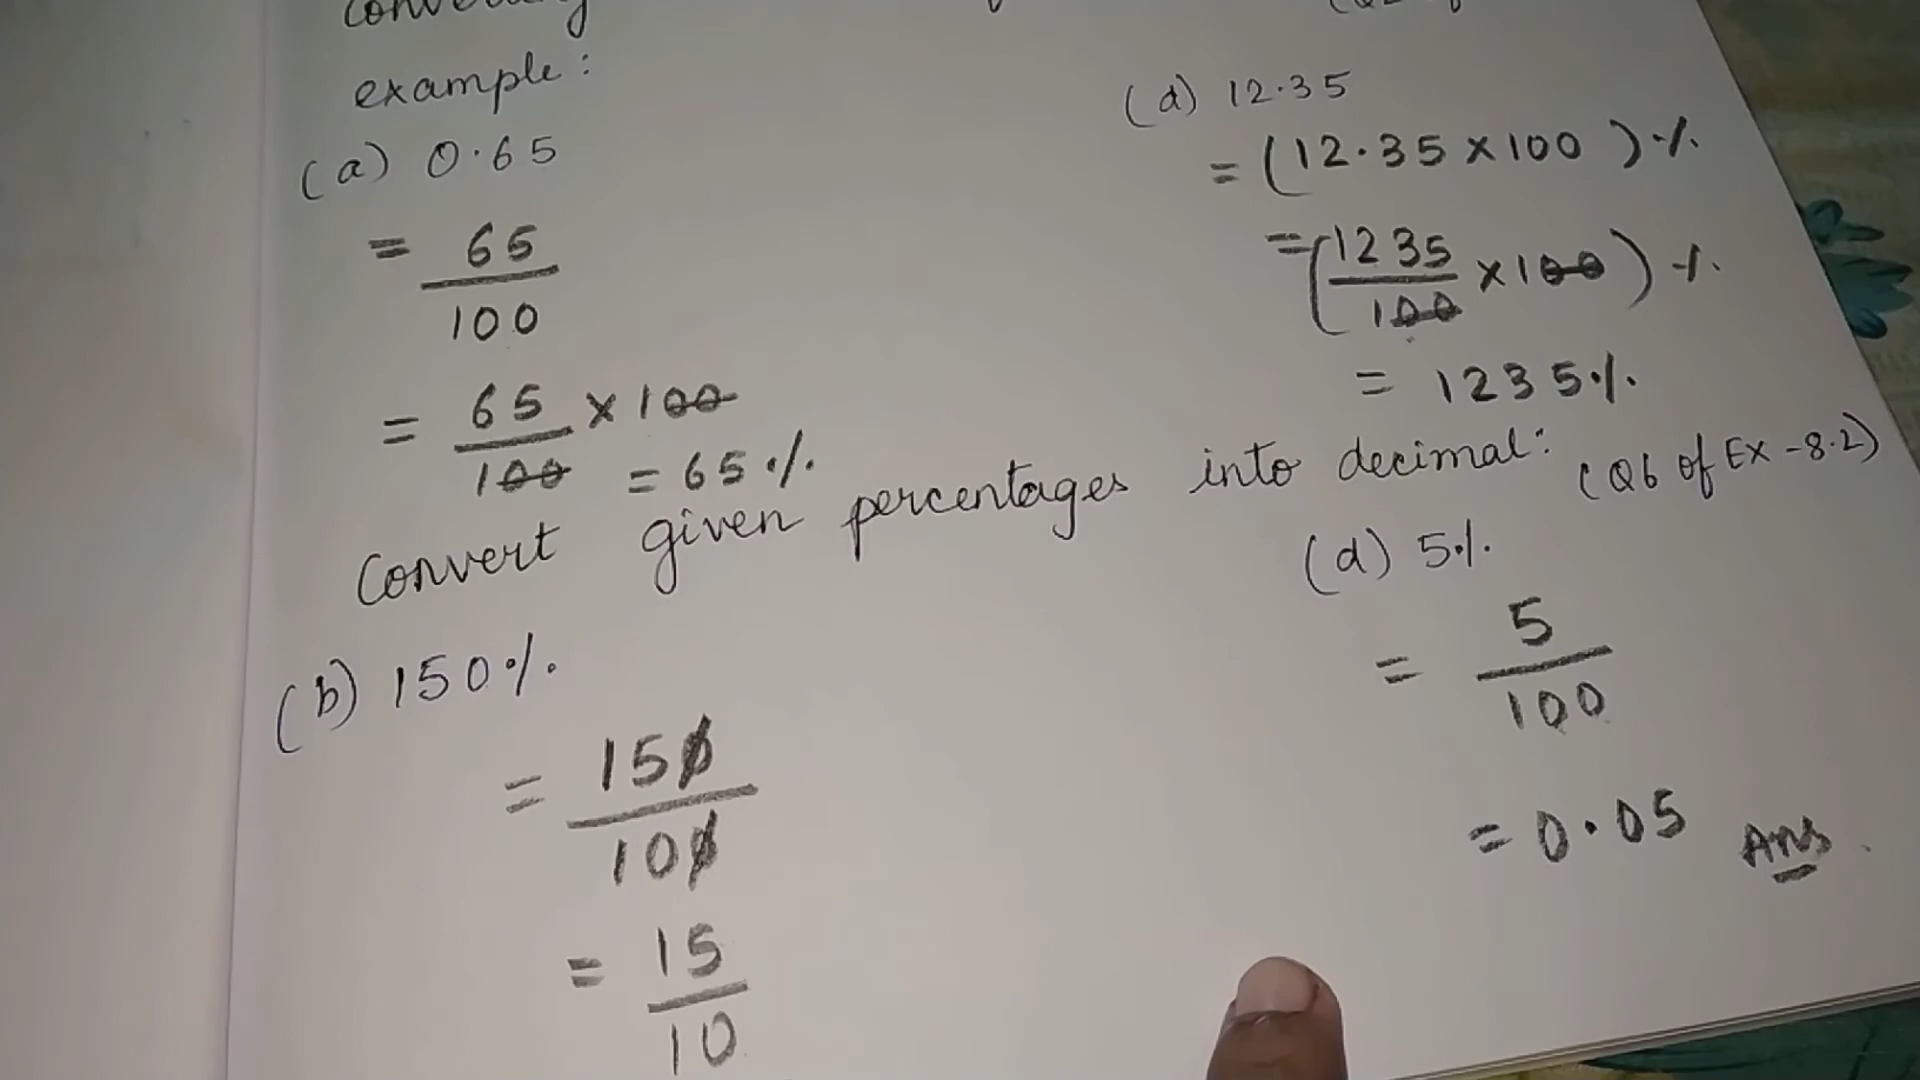 example:
(a) 0.65
= 65/100
= 65/100 × 100
= 65%
(d) 12.35
= (12.35 × 100)%
= (1235/100 × 100)%
= 1235%
Convert given percentages into decimal: (Q6 of Ex - 8.2)
(b) 150%
= 150/100
= 15/10
(d) 5%
= 5/100
= 0.05 Ans.